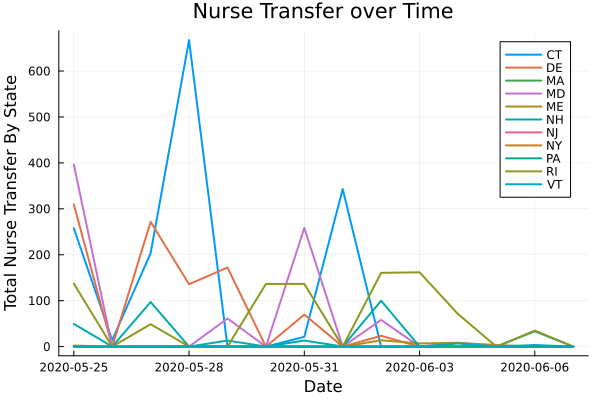 Nurse Transfer over Time
Total Nurse Transfer By State
600
500
400
300
200
100
0
CT
DE
MA
MD
ME
NH
NJ
NY
PA
RI
VT
2020-05-25
2020-05-28
2020-05-31
2020-06-03
2020-06-06
Date